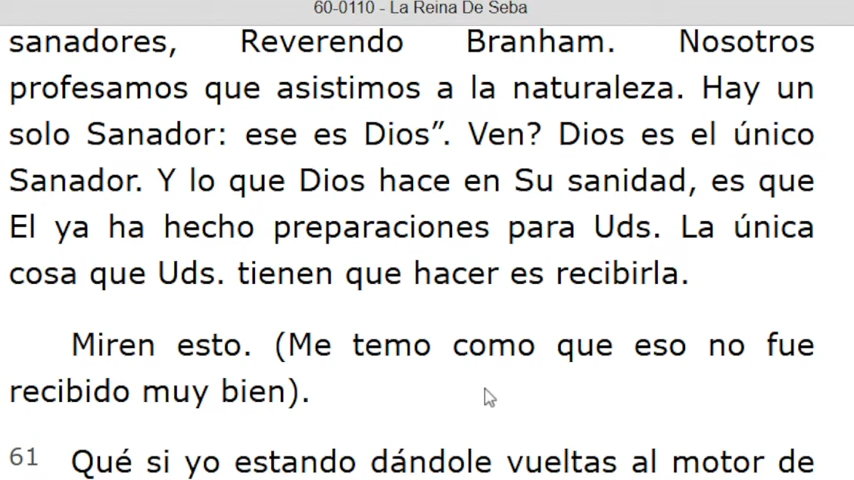 60-0110 - La Reina De Seba
sanadores, Reverendo Branham. Nosotros
profesamos que asistimos a la naturaleza. Hay un
solo Sanador: ese es Dios”. Ven? Dios es el único
Sanador. Y lo que Dios hace en Su sanidad, es que
El ya ha hecho preparaciones para Uds. La única
cosa que Uds. tienen que hacer es recibirla.
Miren esto. (Me temo como que eso no fue
recibido muy bien).
61 Qué si yo estando dándole vueltas al motor de